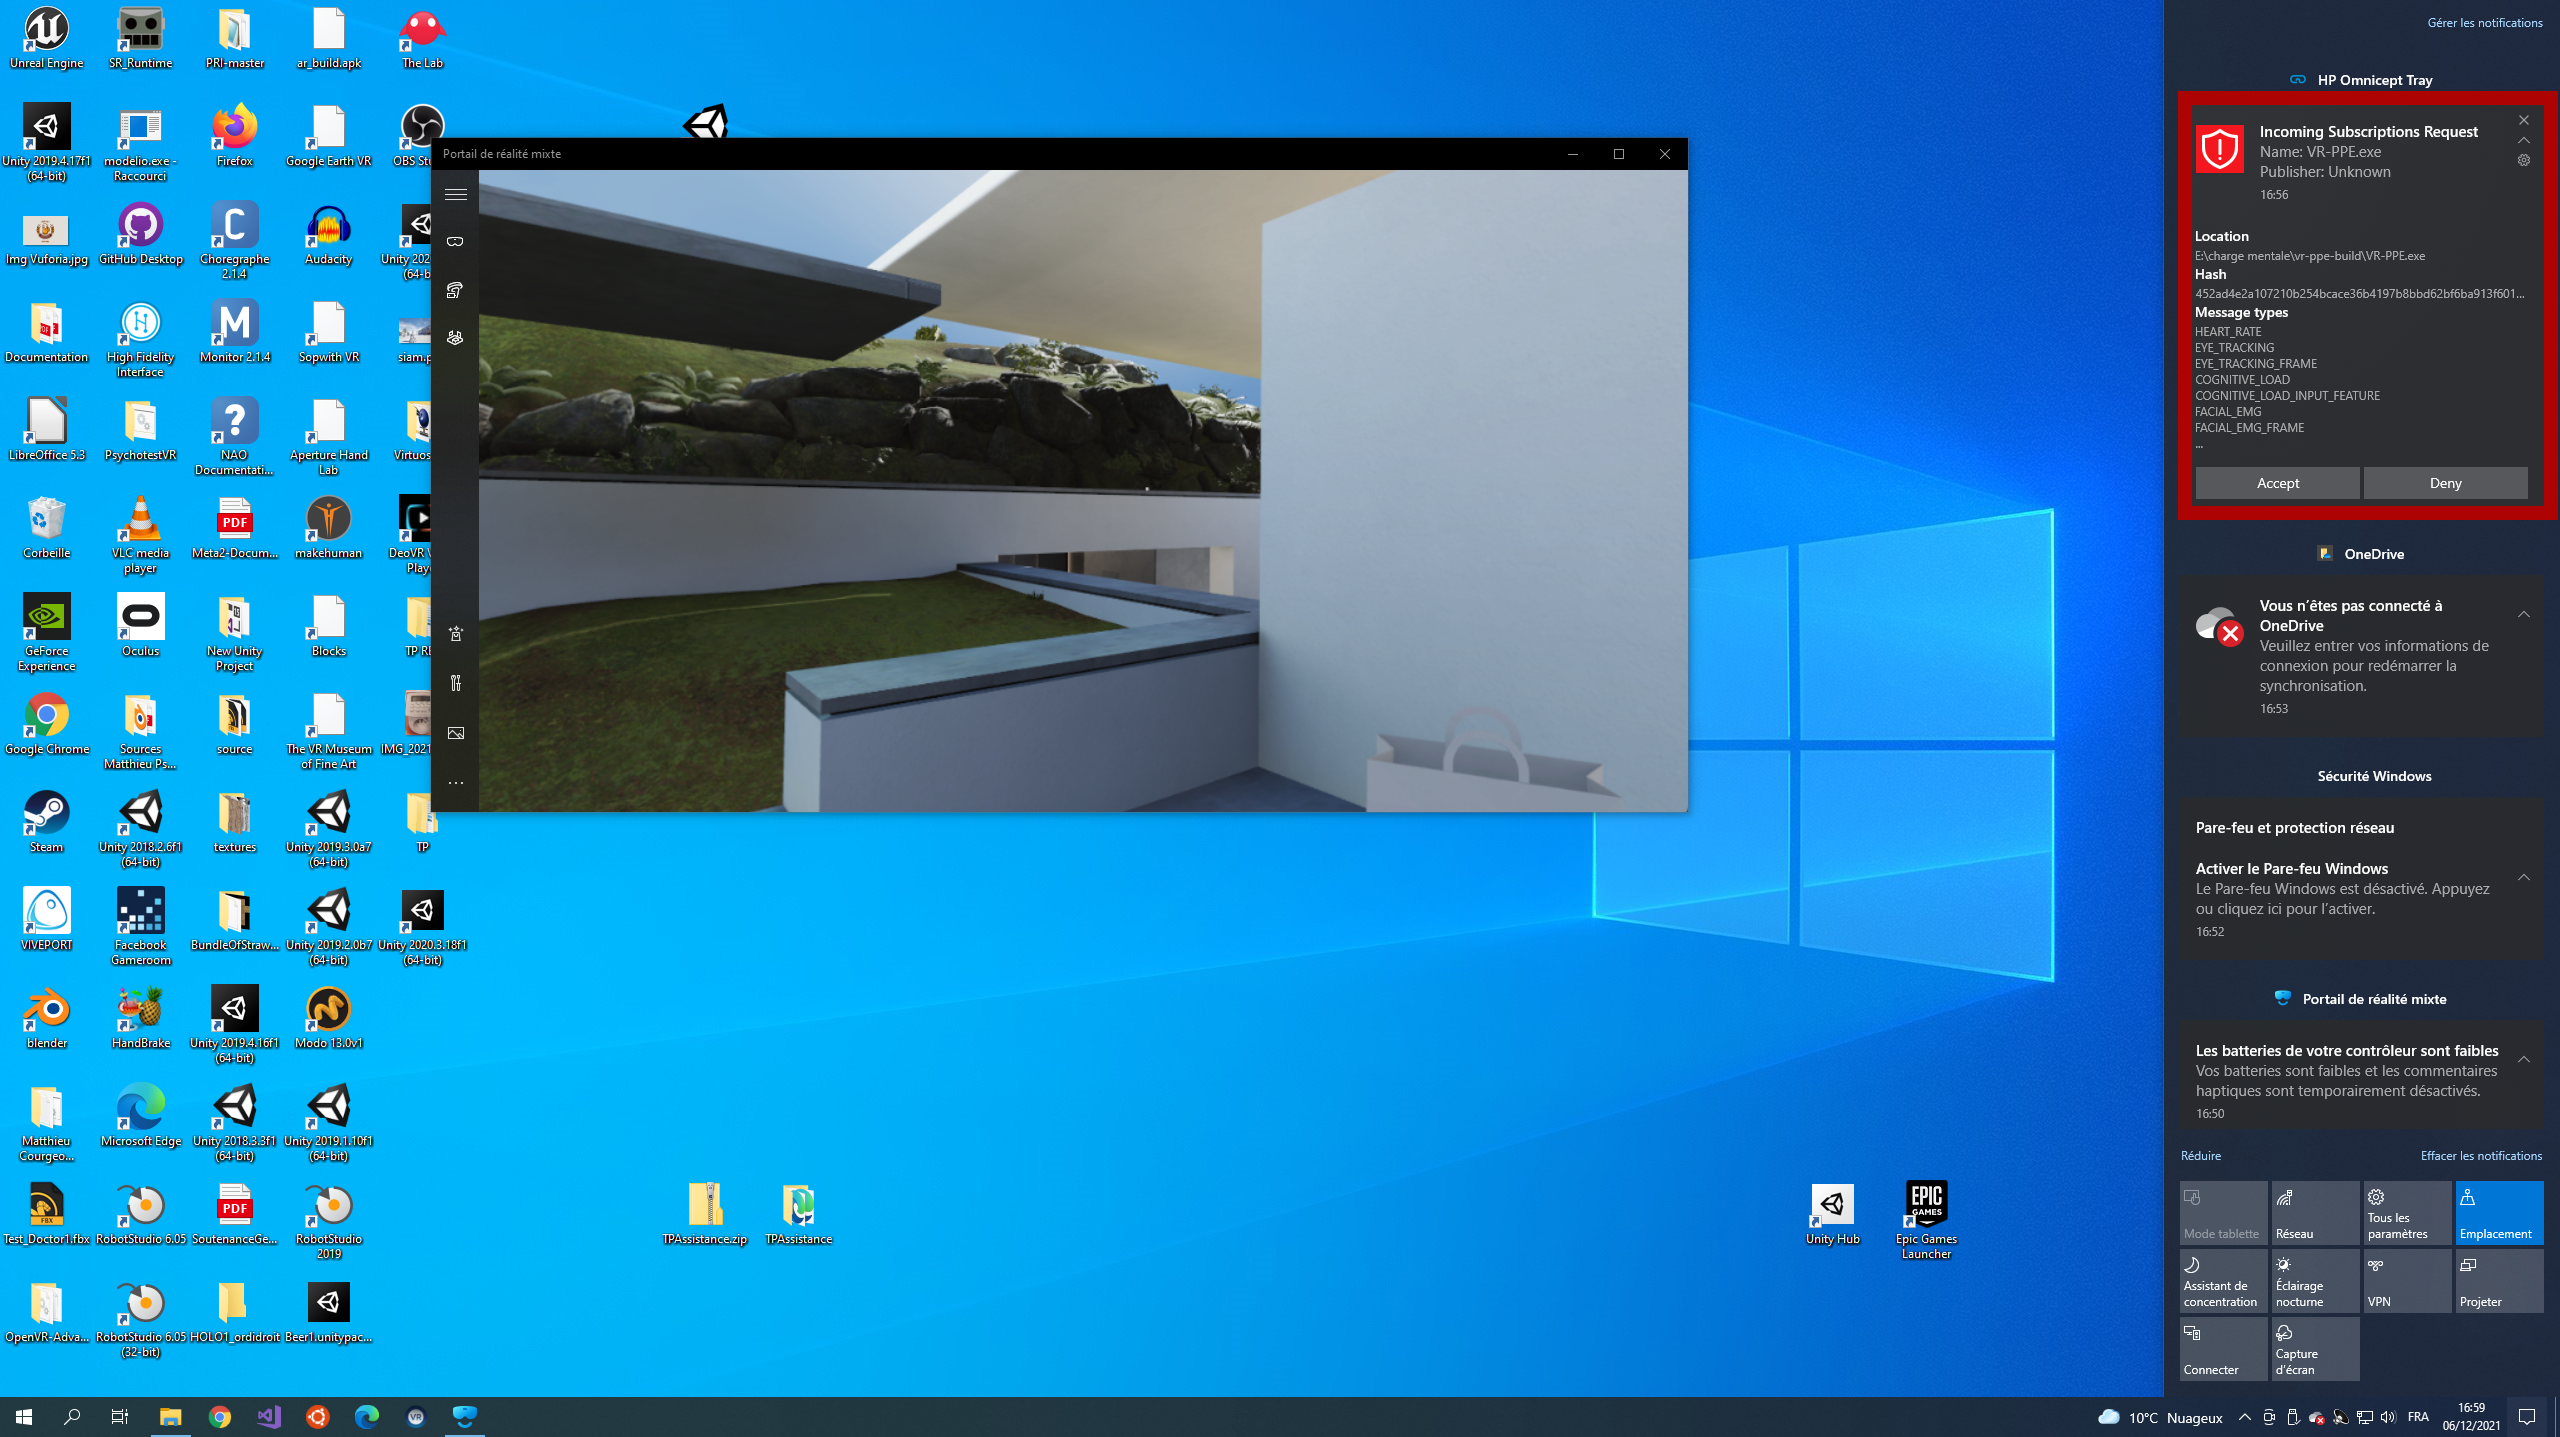 Unreal Engine
SR_Runtime
PRI-master
ar_build.apk
The Lab
Unity 2019.4.17f1
(64-bit)
modelio.exe -
Raccourci
Firefox
Google Earth VR
OBS Stu
Img Vuforia.jpg
GitHub Desktop
Choregraphe
2.1.4
Audacity
Unity 202
(64-b
Documentation
High Fidelity
Interface
Monitor 2.1.4
Sopwith VR
siam.p
LibreOffice 5.3
PsychotestVR
NAO
Documentati...
Aperture Hand
Lab
Virtuos
Corbeille
VLC media
player
PDF
Meta2-Docum...
makehuman
DeoVR V
Playe
GeForce
Experience
Oculus
New Unity
Project
Blocks
TP RE
Google Chrome
Sources
Matthieu Ps...
source
The VR Museum
of Fine Art
IMG_2021
Steam
Unity 2018.2.6f1
(64-bit)
textures
Unity 2019.3.0a7
(64-bit)
TP
VIVEPORT
Facebook
Gameroom
BundleOfStraw...
Unity 2019.2.0b7
(64-bit)
Unity 2020.3.18f1
(64-bit)
blender
HandBrake
Unity 2019.4.16f1
(64-bit)
Modo 13.0v1
Matthieu
Courgeo...
Microsoft Edge
Unity 2018.3.3f1
(64-bit)
Unity 2019.1.10f1
(64-bit)
FBX
Test_Doctor1.fbx
RobotStudio 6.05
PDF
SoutenanceGe...
RobotStudio
2019
TPAssistance.zip
TPAssistance
Unity Hub
EPIC
GAMES
Epic Games
Launcher
OpenVR-Adva...
RobotStudio 6.05
(32-bit)
HOLO1_ordidroit
Beer1.unitypac...
Portail de réalité mixte
Gérer les notifications
HP Omnicept Tray
Incoming Subscriptions Request
Name: VR-PPE.exe
Publisher: Unknown
16:56
Location
E:\charge mentale\vr-ppe-build\VR-PPE.exe
Hash
452ad4e2a107210b254bcace36b4197b8bbd62bf6ba913f601...
Message types
HEART_RATE
EYE_TRACKING
EYE_TRACKING_FRAME
COGNITIVE_LOAD
COGNITIVE_LOAD_INPUT_FEATURE
FACIAL_EMG
FACIAL_EMG_FRAME
...
Accept
Deny
OneDrive
Vous n’êtes pas connecté à
OneDrive
Veuillez entrer vos informations de
connexion pour redémarrer la
synchronisation.
16:53
Sécurité Windows
Pare-feu et protection réseau
Activer le Pare-feu Windows
Le Pare-feu Windows est désactivé. Appuyez
ou cliquez ici pour l’activer.
16:52
Portail de réalité mixte
Les batteries de votre contrôleur sont faibles
Vos batteries sont faibles et les commentaires
haptiques sont temporairement désactivés.
16:50
Réduire
Effacer les notifications
Mode tablette
Réseau
Tous les
paramètres
Emplacement
Assistant de
concentration
Éclairage
nocturne
VPN
Projeter
Connecter
Capture
d’écran
VR
10°C Nuageux
FRA
16:59
06/12/2021